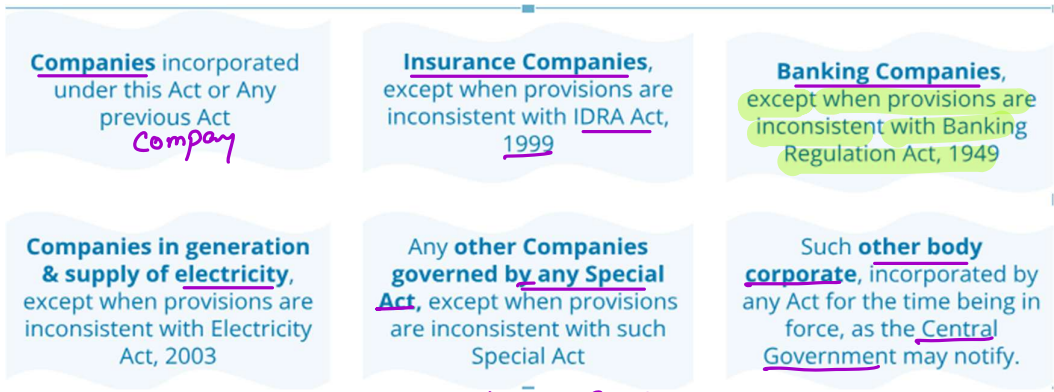 Companies incorporated
under this Act or Any
previous Act
Compay
Insurance Companies,
except when provisions are
inconsistent with IDRA Act,
1999
Banking Companies,
except when provisions are
inconsistent with Banking
Regulation Act, 1949
Companies in generation
& supply of electricity,
except when provisions are
inconsistent with Electricity
Act, 2003
Any other Companies
governed by any Special
Act, except when provisions
are inconsistent with such
Special Act
Such other body
corporate, incorporated by
any Act for the time being in
force, as the Central
Government may notify.